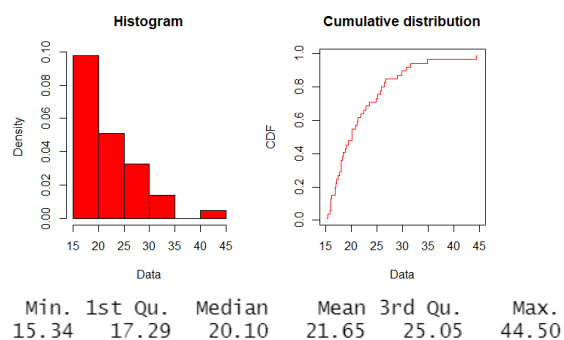 Histogram
Density
0.00 0.02 0.04 0.06 0.08 0.10
15 20 25 30 35 40 45
Data
Cumulative distribution
CDF
0.0 0.2 0.4 0.6 0.8 1.0
15 20 25 30 35 40 45
Data
Min. 1st Qu. Median Mean 3rd Qu. Max.
15.34 17.29 20.10 21.65 25.05 44.50